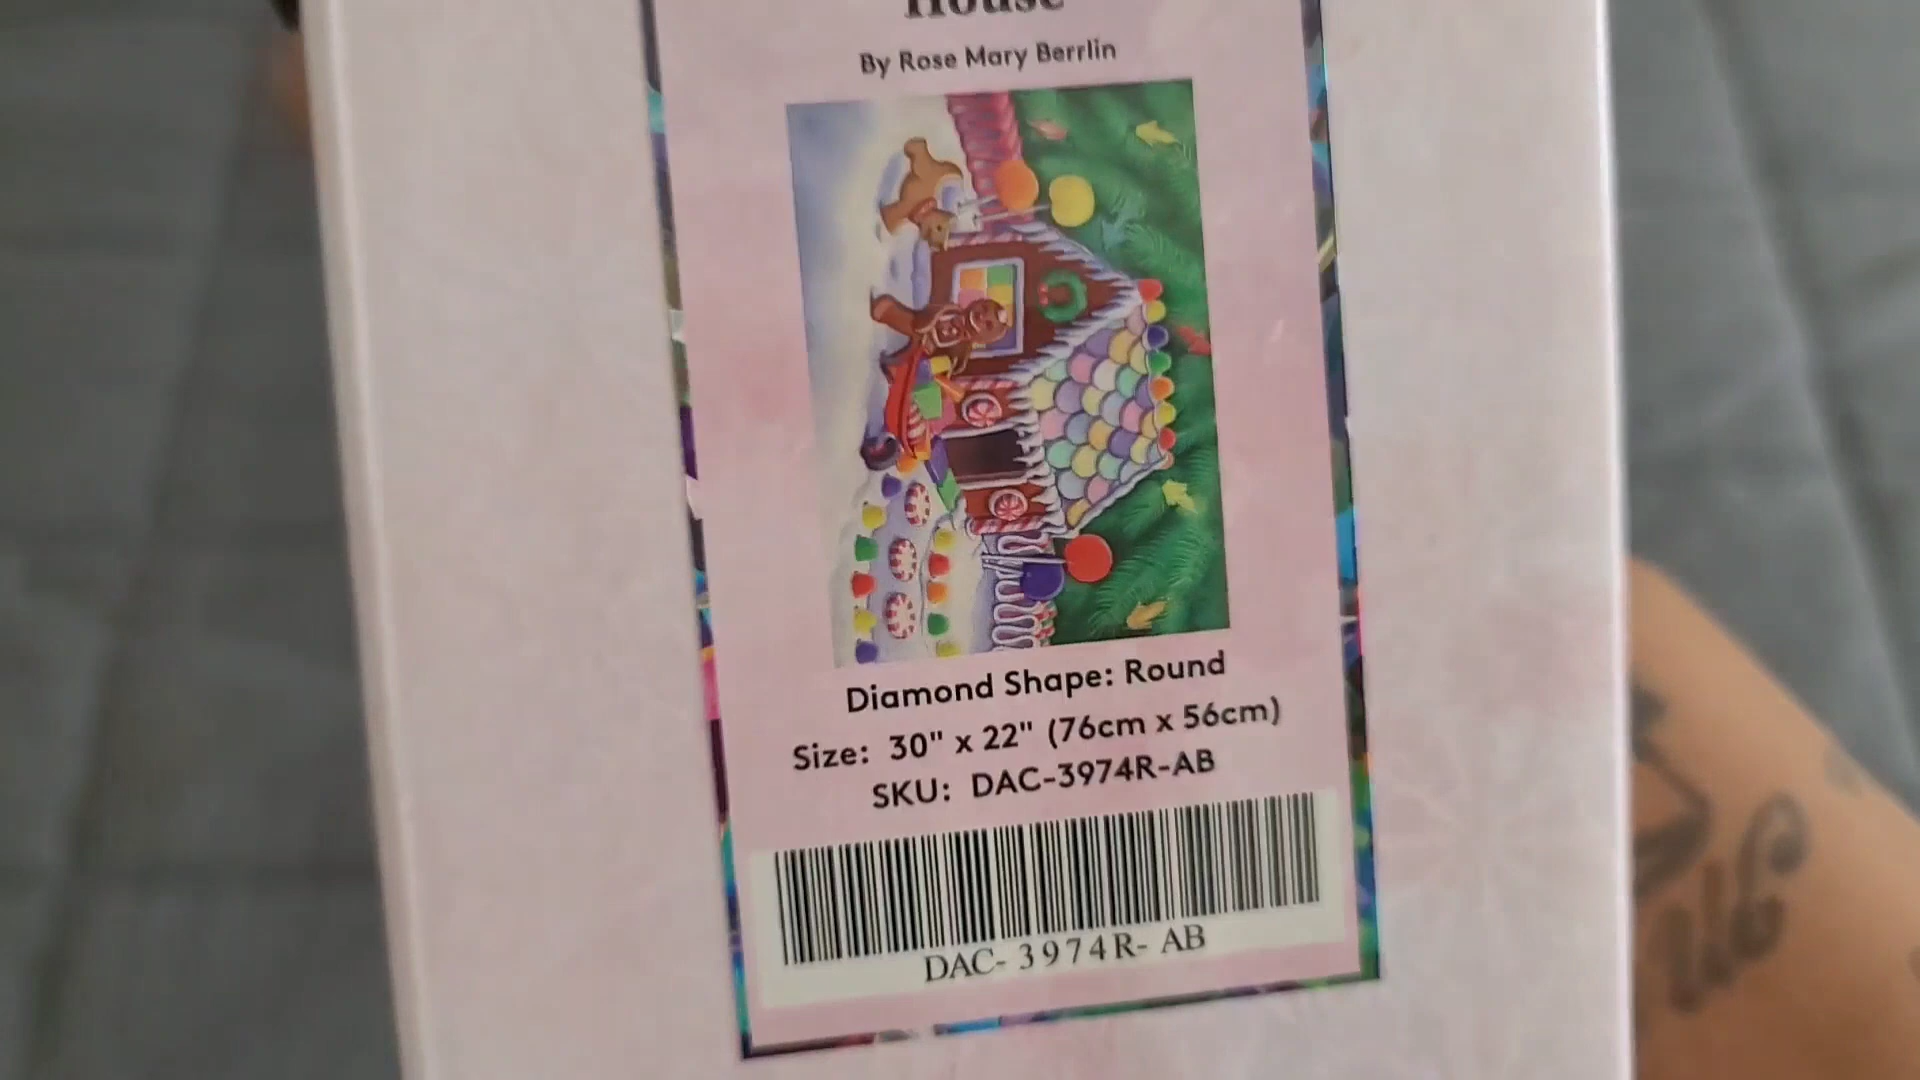 House
By Rose Mary Berrlin
Diamond Shape: Round
Size: 30" x 22" (76cm x 56cm)
SKU: DAC-3974R-AB
DAC- 3974R- AB